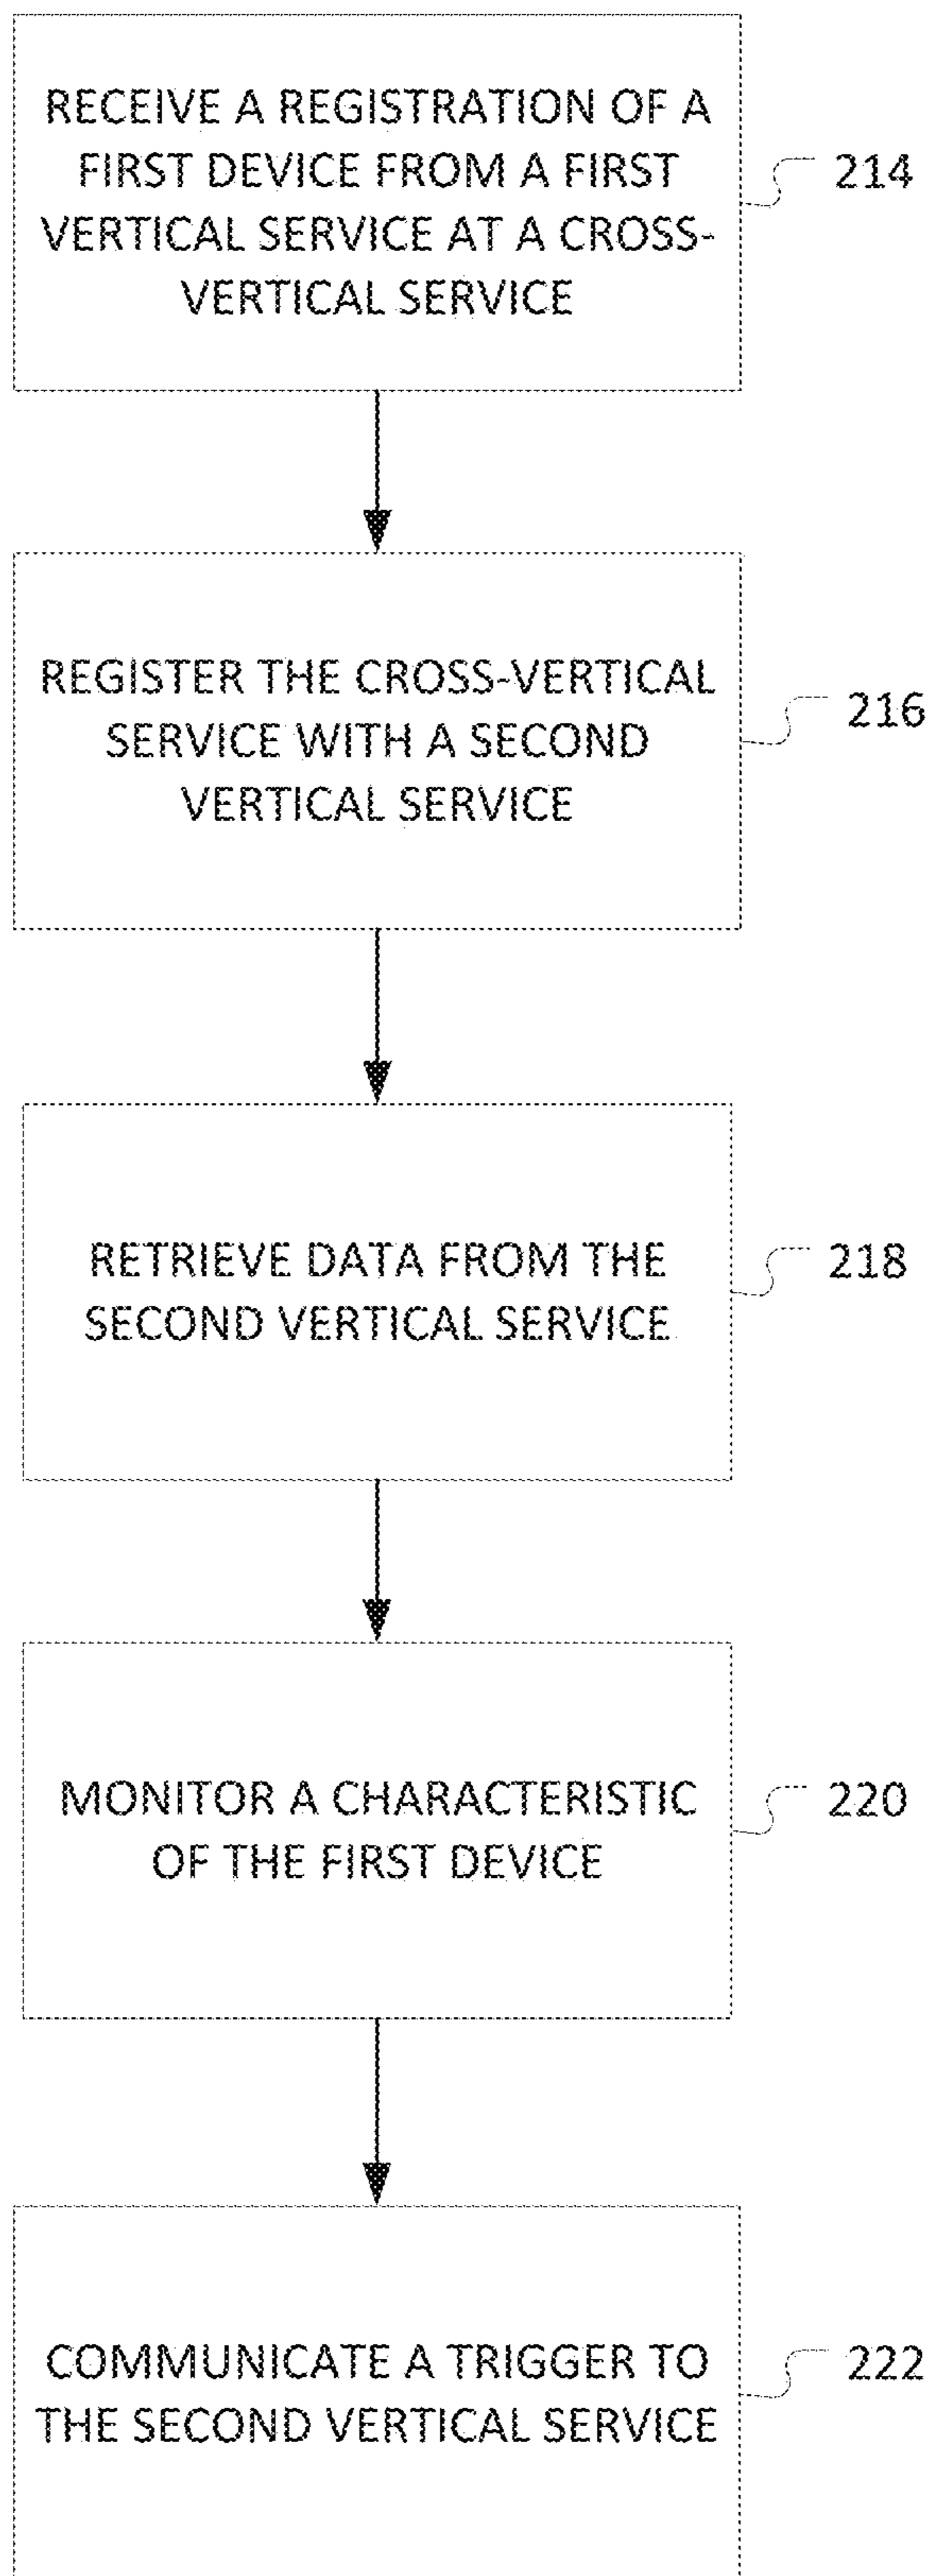 RECEIVE A REGISTRATION OF A
FIRST DEVICE FROM A FIRST
VERTICAL SERVICE AT A CROSS-
VERTICAL SERVICE
214
REGISTER THE CROSS-VERTICAL
SERVICE WITH A SECOND
VERTICAL SERVICE
216
RETRIEVE DATA FROM THE
SECOND VERTICAL SERVICE
218
MONITOR A CHARACTERISTIC
OF THE FIRST DEVICE
220
COMMUNICATE A TRIGGER TO
THE SECOND VERTICAL SERVICE
222